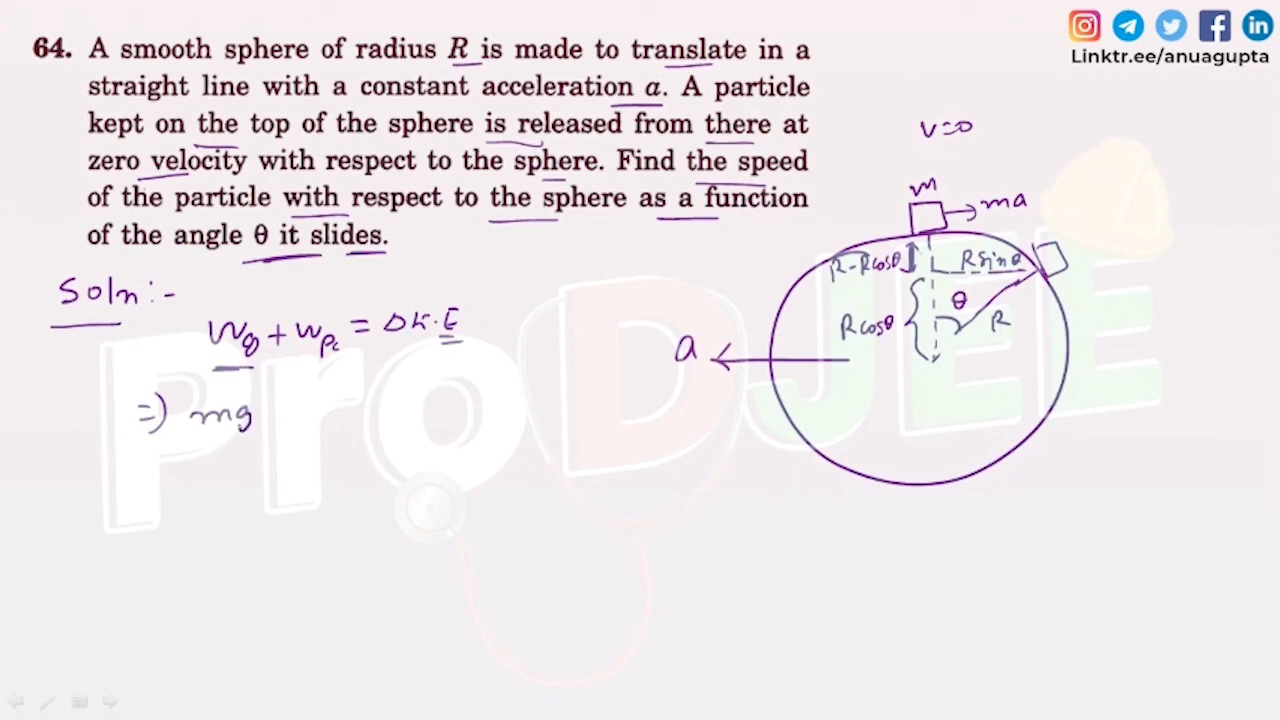 64. A smooth sphere of radius R is made to translate in a
straight line with a constant acceleration a. A particle
kept on the top of the sphere is released from there at
zero velocity with respect to the sphere. Find the speed
of the particle with respect to the sphere as a function
of the angle θ it slides.
Linktr.ee/anuagupta
Soln:-
Wg + Wpc = ΔK.E
=) mg
v=0
m
ma
R-Rcosθ
Rsinθ
Rcosθ
θ
R
a
ProDJEE